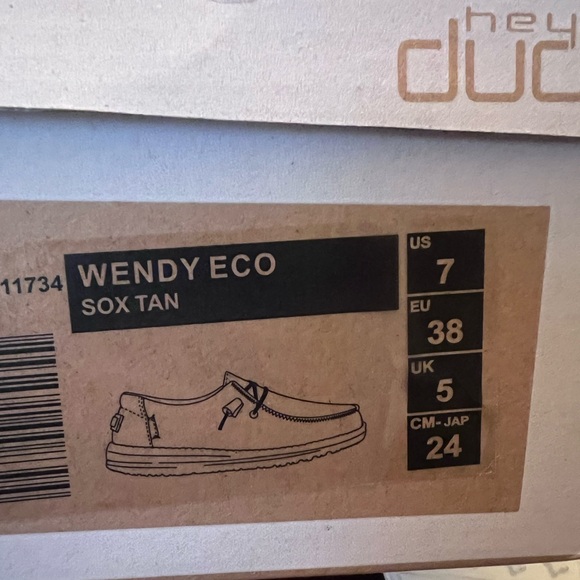 hey
dud
11734
WENDY ECO
SOX TAN
US
7
EU
38
UK
5
CM-JAP
24